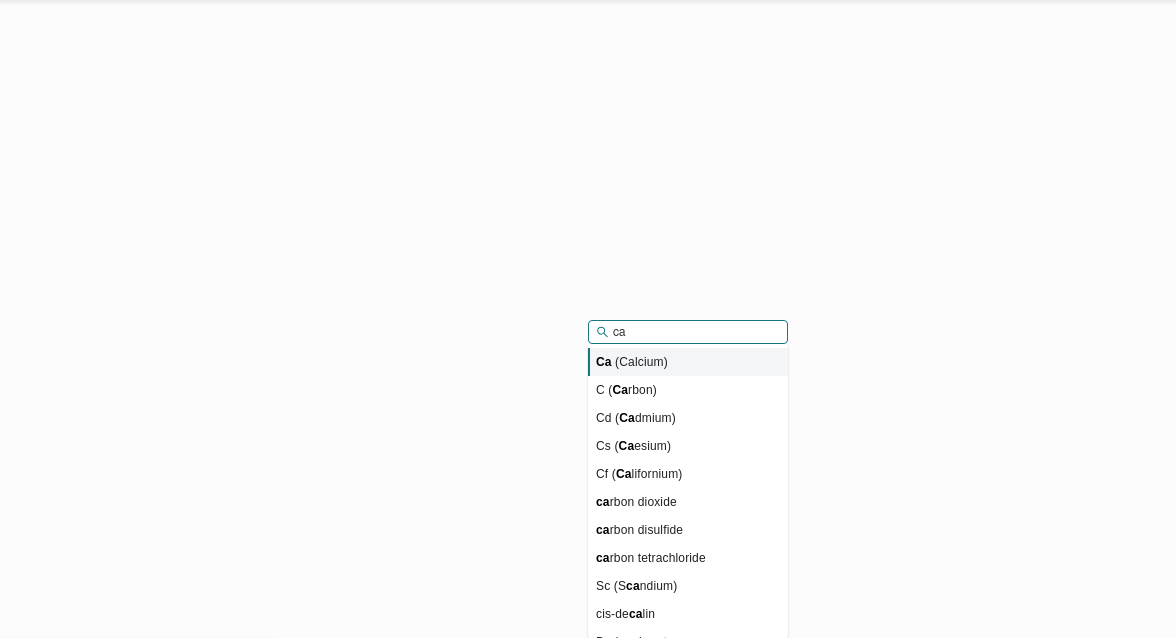 ca
Ca (Calcium)
C (Carbon)
Cd (Cadmium)
Cs (Caesium)
Cf (Californium)
carbon dioxide
carbon disulfide
carbon tetrachloride
Sc (Scandium)
cis-decalin